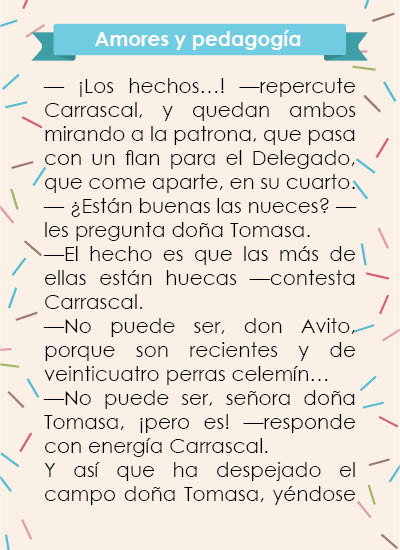 Amores y pedagogía
— ¡Los hechos...! —repercute
Carrascal, y quedan ambos
mirando a la patrona, que pasa
con un flan para el Delegado,
que come aparte, en su cuarto.
— ¿Están buenas las nueces? —
les pregunta doña Tomasa.
—El hecho es que las más de
ellas están huecas —contesta
Carrascal.
—No puede ser, don Avito,
porque son recientes y de
veinticuatro perras celemín...
—No puede ser, señora doña
Tomasa, ¡pero es! —responde
con energía Carrascal.
Y así que ha despejado el
campo doña Tomasa, yéndose